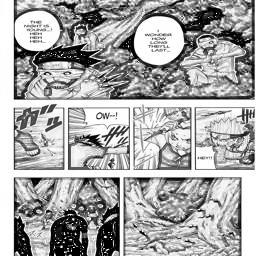 THE
NIGHT IS
YOUNG...!
HEH
HEH
HEH...
I
WONDER
HOW
LONG
THEY'LL
LAST...
OW--!
HEY!!